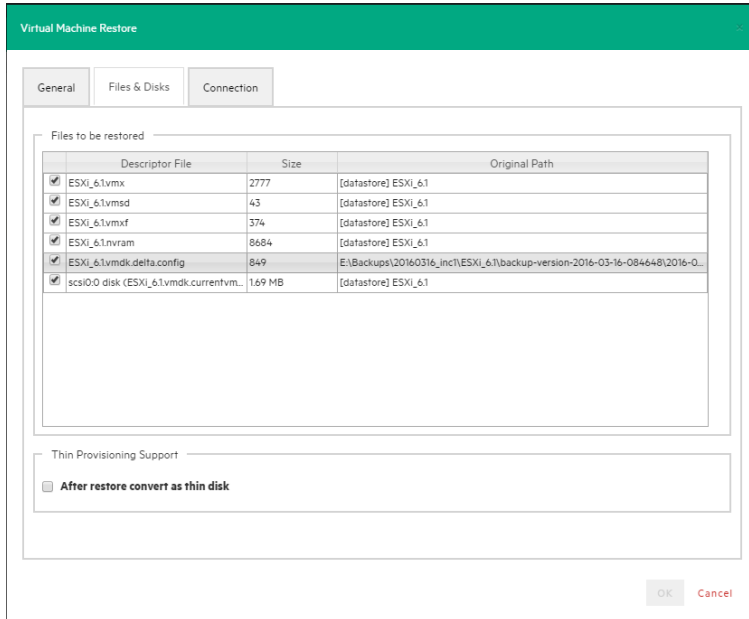 Virtual Machine Restore
General
Files & Disks
Connection
Files to be restored
Descriptor File Size Original Path
ESXi_6.1.vmx 2777 [datastore] ESXi_6.1
ESXi_6.1.vmsd 43 [datastore] ESXi_6.1
ESXi_6.1.vmxf 374 [datastore] ESXi_6.1
ESXi_6.1.nvram 8684 [datastore] ESXi_6.1
ESXi_6.1.vmdk.delta.config 849 E:\Backups\20160316_inc1\ESXi_6.1\backup-version-2016-03-16-084648\2016-0...
scsi0:0 disk (ESXi_6.1.vmdk.currentvm... 1.69 MB [datastore] ESXi_6.1
Thin Provisioning Support
After restore convert as thin disk
OK Cancel